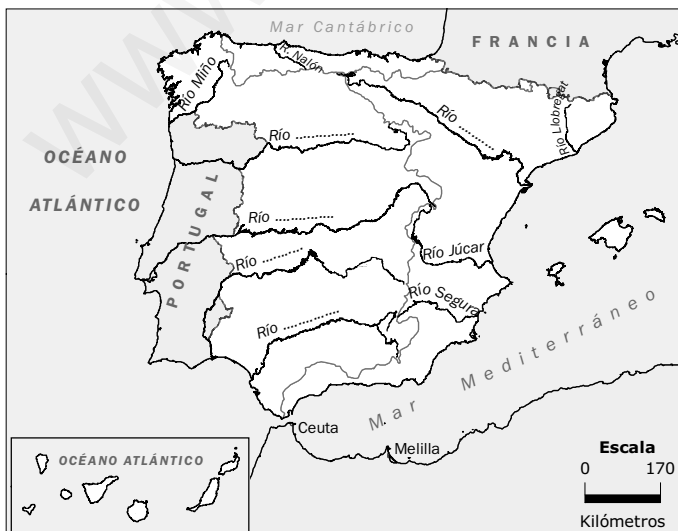 www
Mar Cantábrico
FRANCIA
R. Nalón
Río Miño
Río ............
Río ............
Río Llobregat
OCÉANO
ATLÁNTICO
PORTUGAL
Río ............
Río Júcar
Río ............
Río Segura
Río ............
Mar Mediterráneo
Ceuta
Melilla
OCÉANO ATLÁNTICO
Escala
0 170
Kilómetros